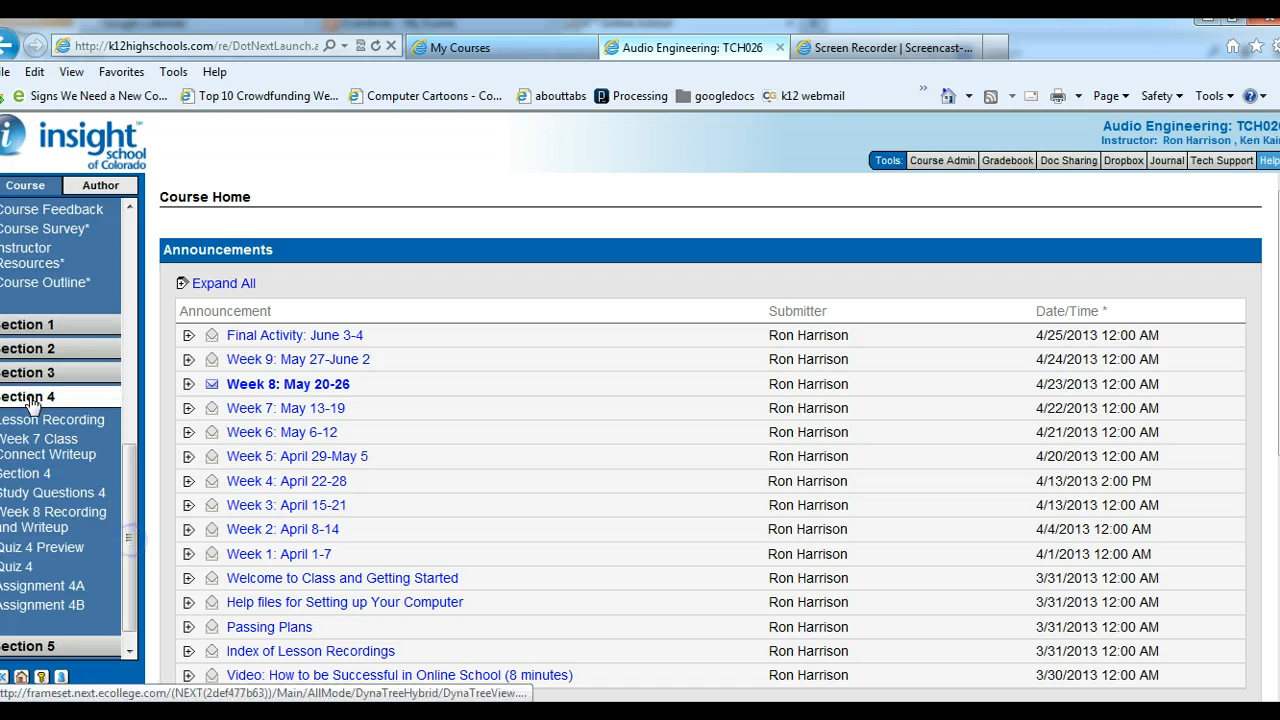 http://k12highschools.com/re/DotNextLaunch.a
My Courses
Audio Engineering: TCH026
Screen Recorder | Screencast-...
ile Edit View Favorites Tools Help
Signs We Need a New Co... Top 10 Crowdfunding We... Computer Cartoons - Co... abouttabs Processing googledocs k12 webmail
Page Safety Tools
insight
school
of Colorado
Audio Engineering: TCH026
Instructor: Ron Harrison , Ken Kain
Tools: Course Admin Gradebook Doc Sharing Dropbox Journal Tech Support Help
Course Author
Course Feedback
Course Survey*
nstructor
Resources*
Course Outline*
ection 1
ection 2
ection 3
ection 4
Lesson Recording
Week 7 Class
Connect Writeup
Section 4
Study Questions 4
Week 8 Recording
and Writeup
Quiz 4 Preview
Quiz 4
Assignment 4A
Assignment 4B
ection 5
Course Home
Announcements
Expand All
Announcement Submitter Date/Time *
Final Activity: June 3-4 Ron Harrison 4/25/2013 12:00 AM
Week 9: May 27-June 2 Ron Harrison 4/24/2013 12:00 AM
Week 8: May 20-26 Ron Harrison 4/23/2013 12:00 AM
Week 7: May 13-19 Ron Harrison 4/22/2013 12:00 AM
Week 6: May 6-12 Ron Harrison 4/21/2013 12:00 AM
Week 5: April 29-May 5 Ron Harrison 4/20/2013 12:00 AM
Week 4: April 22-28 Ron Harrison 4/13/2013 2:00 PM
Week 3: April 15-21 Ron Harrison 4/13/2013 12:00 AM
Week 2: April 8-14 Ron Harrison 4/4/2013 12:00 AM
Week 1: April 1-7 Ron Harrison 4/1/2013 12:00 AM
Welcome to Class and Getting Started Ron Harrison 3/31/2013 12:00 AM
Help files for Setting up Your Computer Ron Harrison 3/31/2013 12:00 AM
Passing Plans Ron Harrison 3/31/2013 12:00 AM
Index of Lesson Recordings Ron Harrison 3/31/2013 12:00 AM
Video: How to be Successful in Online School (8 minutes) Ron Harrison 3/30/2013 12:00 AM
http://frameset.next.ecollege.com/(NEXT(2def477b63))/Main/AllMode/DynaTreeHybrid/DynaTreeView....